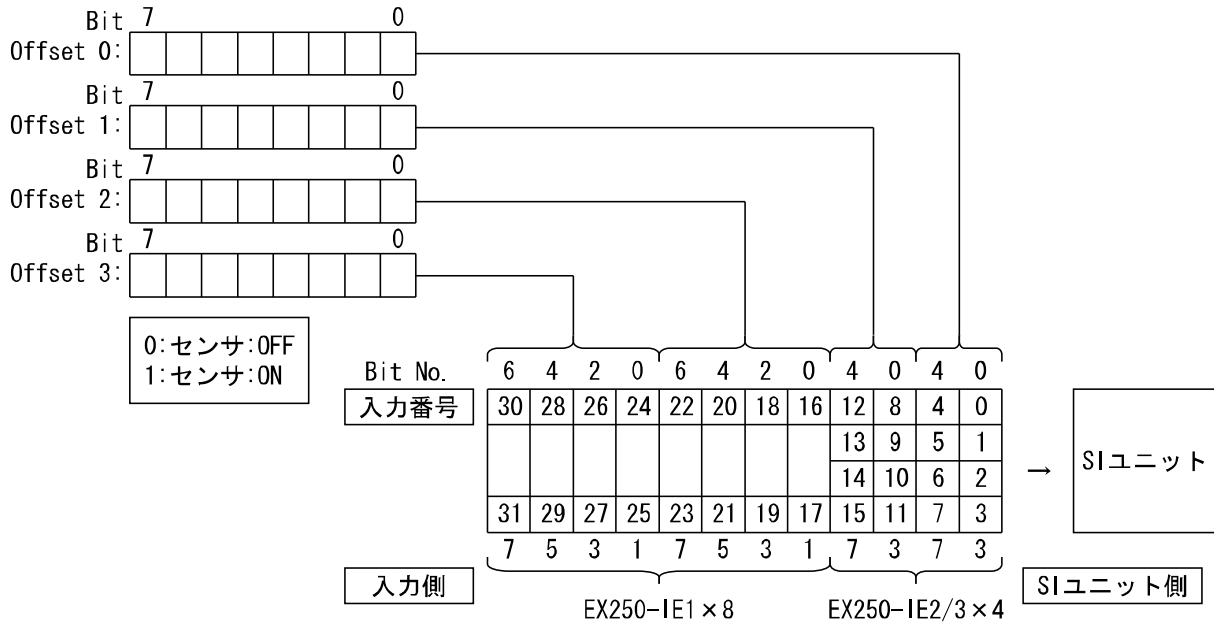 Bit 7 0
Offset 0:
Bit 7 0
Offset 1:
Bit 7 0
Offset 2:
Bit 7 0
Offset 3:
0:センサ:OFF
1:センサ:ON
Bit No. 6 4 2 0 6 4 2 0 4 0 4 0
入力番号 30 28 26 24 22 20 18 16 12 8 4 0
13 9 5 1
14 10 6 2
→ SIユニット
31 29 27 25 23 21 19 17 15 11 7 3
7 5 3 1 7 5 3 1 7 3 7 3
入力側 SIユニット側
EX250-IE1×8 EX250-IE2/3×4